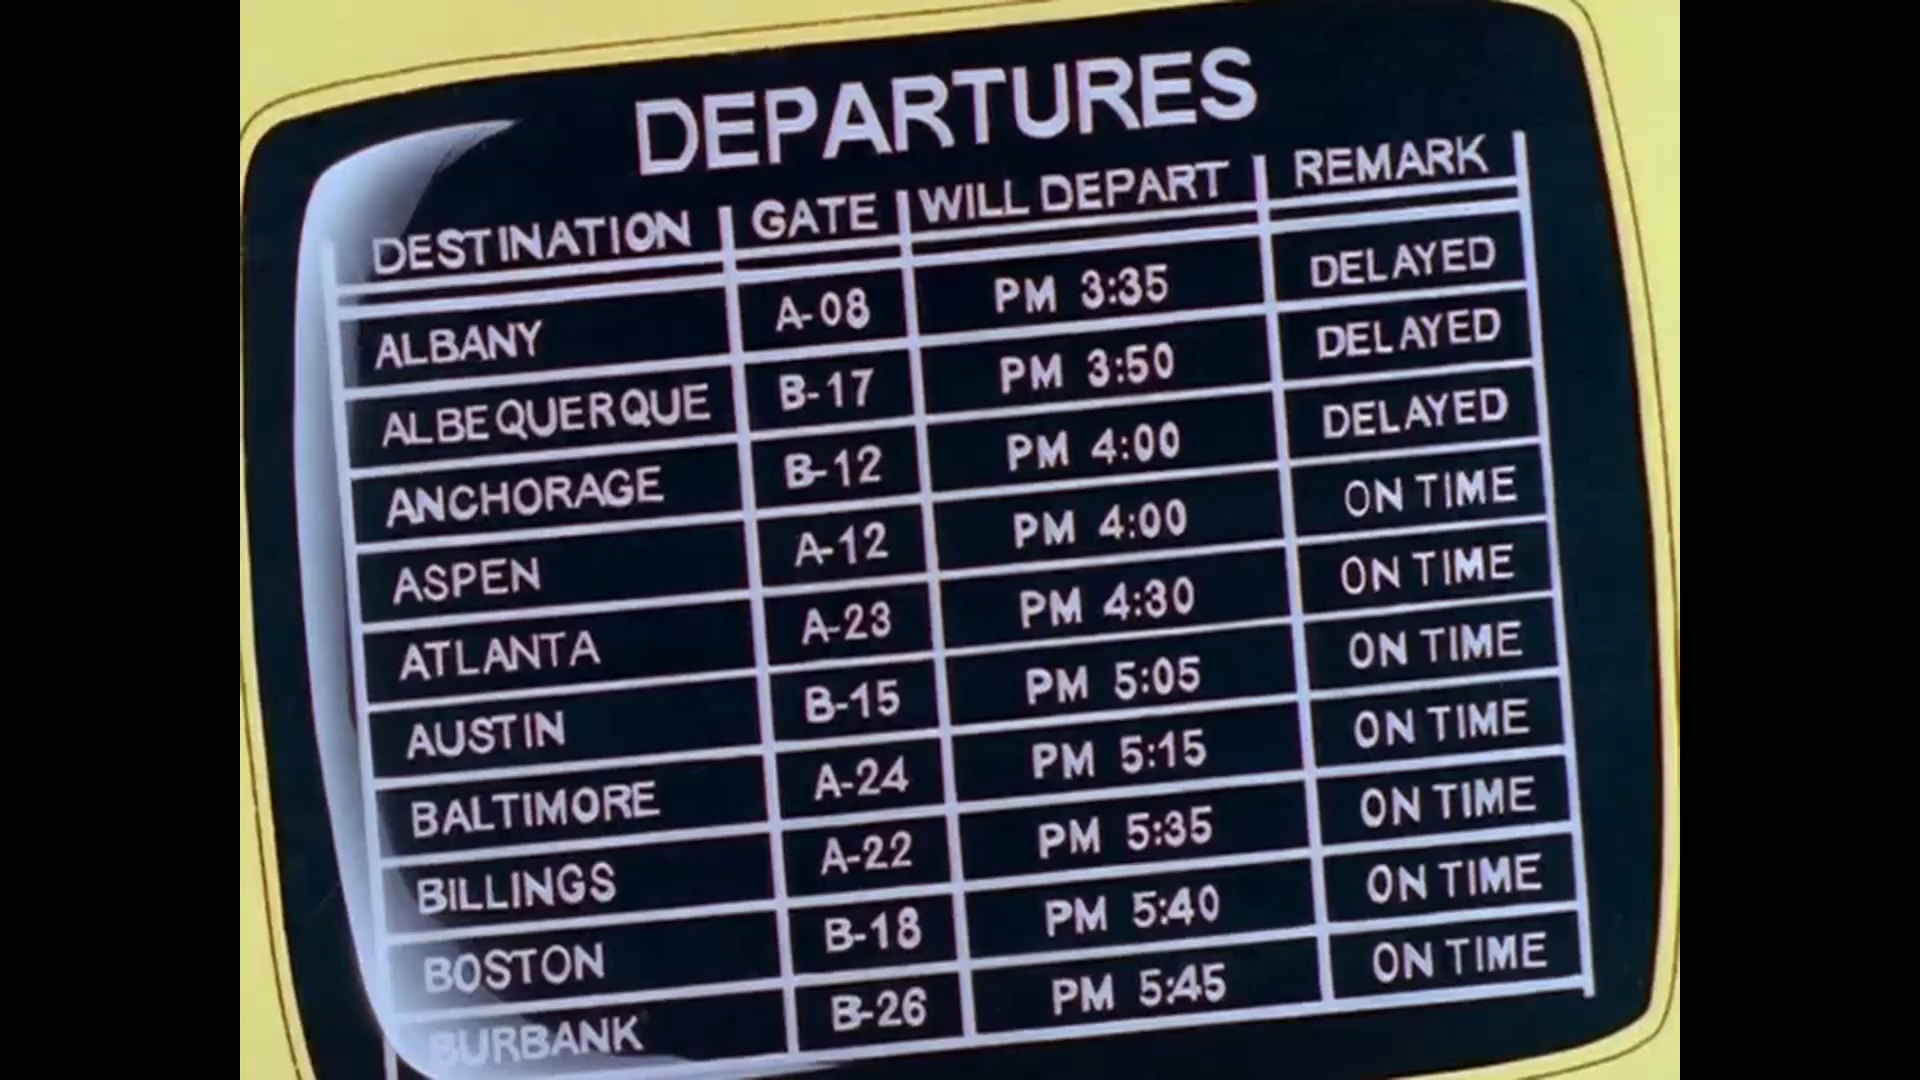 DEPARTURES
DESTINATION GATE WILL DEPART REMARK
ALBANY A-08 PM 3:35 DELAYED
ALBEQUERQUE B-17 PM 3:50 DELAYED
ANCHORAGE B-12 PM 4:00 DELAYED
ASPEN A-12 PM 4:00 ON TIME
ATLANTA A-23 PM 4:30 ON TIME
AUSTIN B-15 PM 5:05 ON TIME
BALTIMORE A-24 PM 5:15 ON TIME
BILLINGS A-22 PM 5:35 ON TIME
BOSTON B-18 PM 5:40 ON TIME
BURBANK B-26 PM 5:45 ON TIME